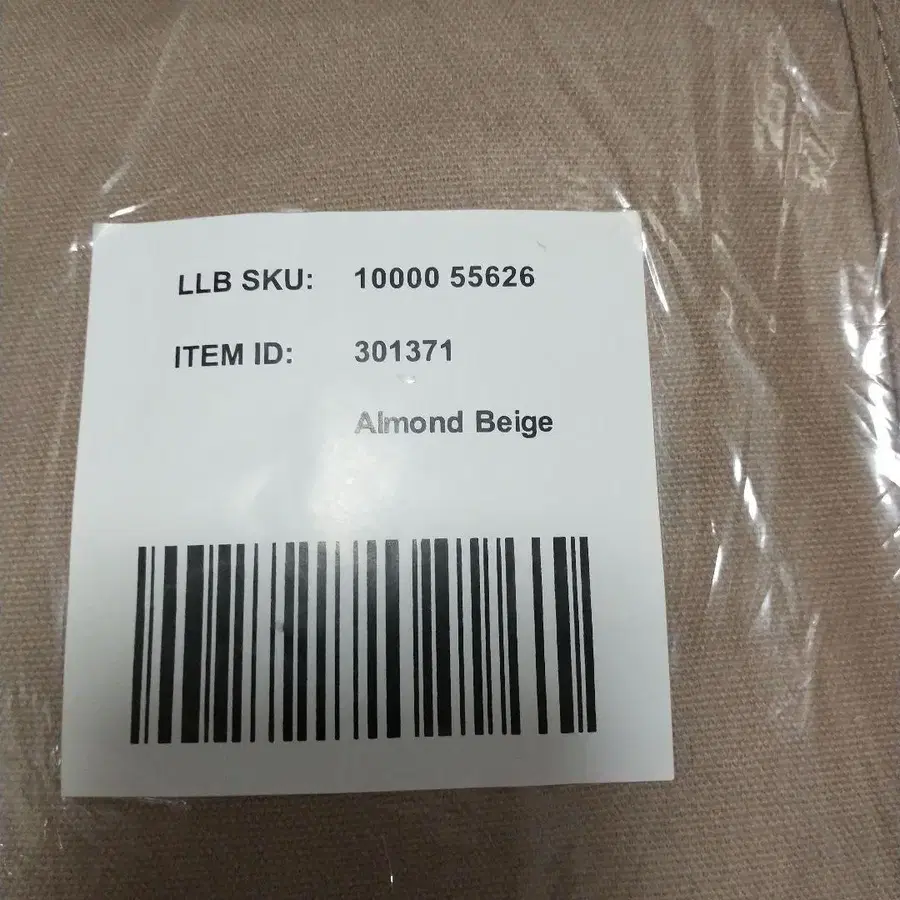 LLB SKU: 10000 55626
ITEM ID: 301371
Almond Beige